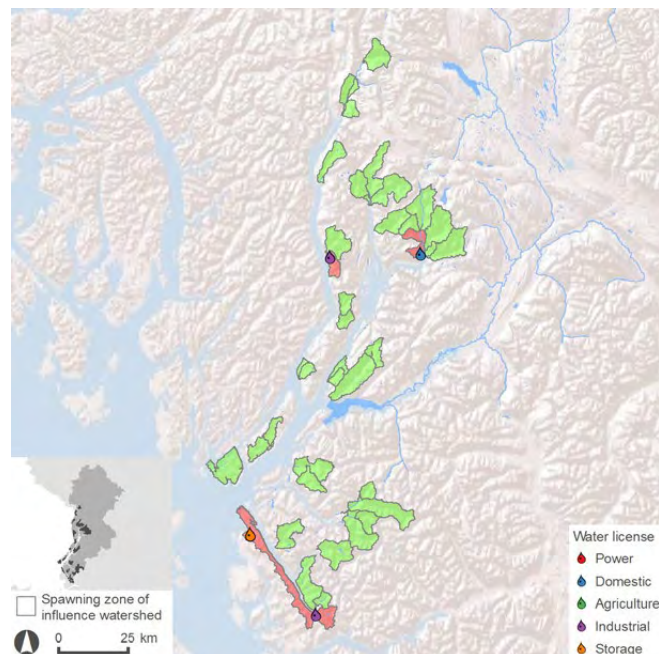 Water license
Power
Domestic
Agriculture
Industrial
Storage
Spawning zone of
influence watershed
0 25 km